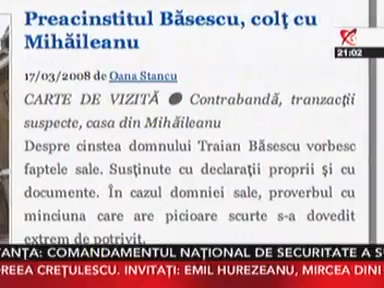 Preacinstitul Băsescu, colţ cu
Mihăileanu
21:02
17/03/2008 de Oana Stancu
CARTE DE VIZITĂ ● Contrabandă, tranzacţii
suspecte, casa din Mihăileanu
Despre cinstea domnului Traian Băsescu vorbesc
faptele sale. Susţinute cu declaraţii proprii şi cu
documente. În cazul domniei sale, proverbul cu
minciuna care are picioare scurte s-a dovedit
extrem de potrivit.
TANŢA: COMANDAMENTUL NAŢIONAL DE SECURITATE A S
REEA CREŢULESCU. INVITAŢI: EMIL HUREZEANU, MIRCEA DINI